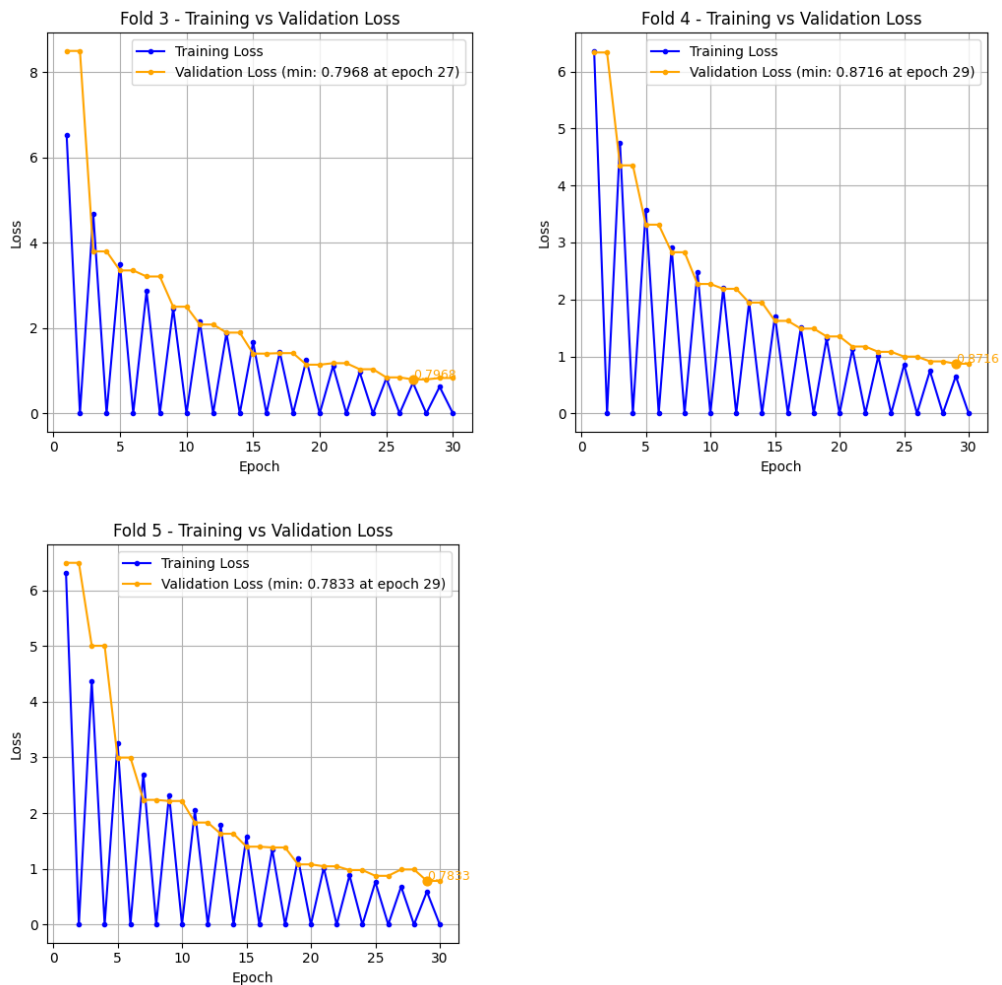 Fold 3 - Training vs Validation Loss
Training Loss
Validation Loss (min: 0.7968 at epoch 27)
8
6
4
2
0
Loss
0.7968
0 5 10 15 20 25 30
Epoch
Fold 4 - Training vs Validation Loss
Training Loss
Validation Loss (min: 0.8716 at epoch 29)
6
5
4
3
2
1
0
Loss
0.8716
0 5 10 15 20 25 30
Epoch
Fold 5 - Training vs Validation Loss
Training Loss
Validation Loss (min: 0.7833 at epoch 29)
6
5
4
3
2
1
0
Loss
0.7833
0 5 10 15 20 25 30
Epoch